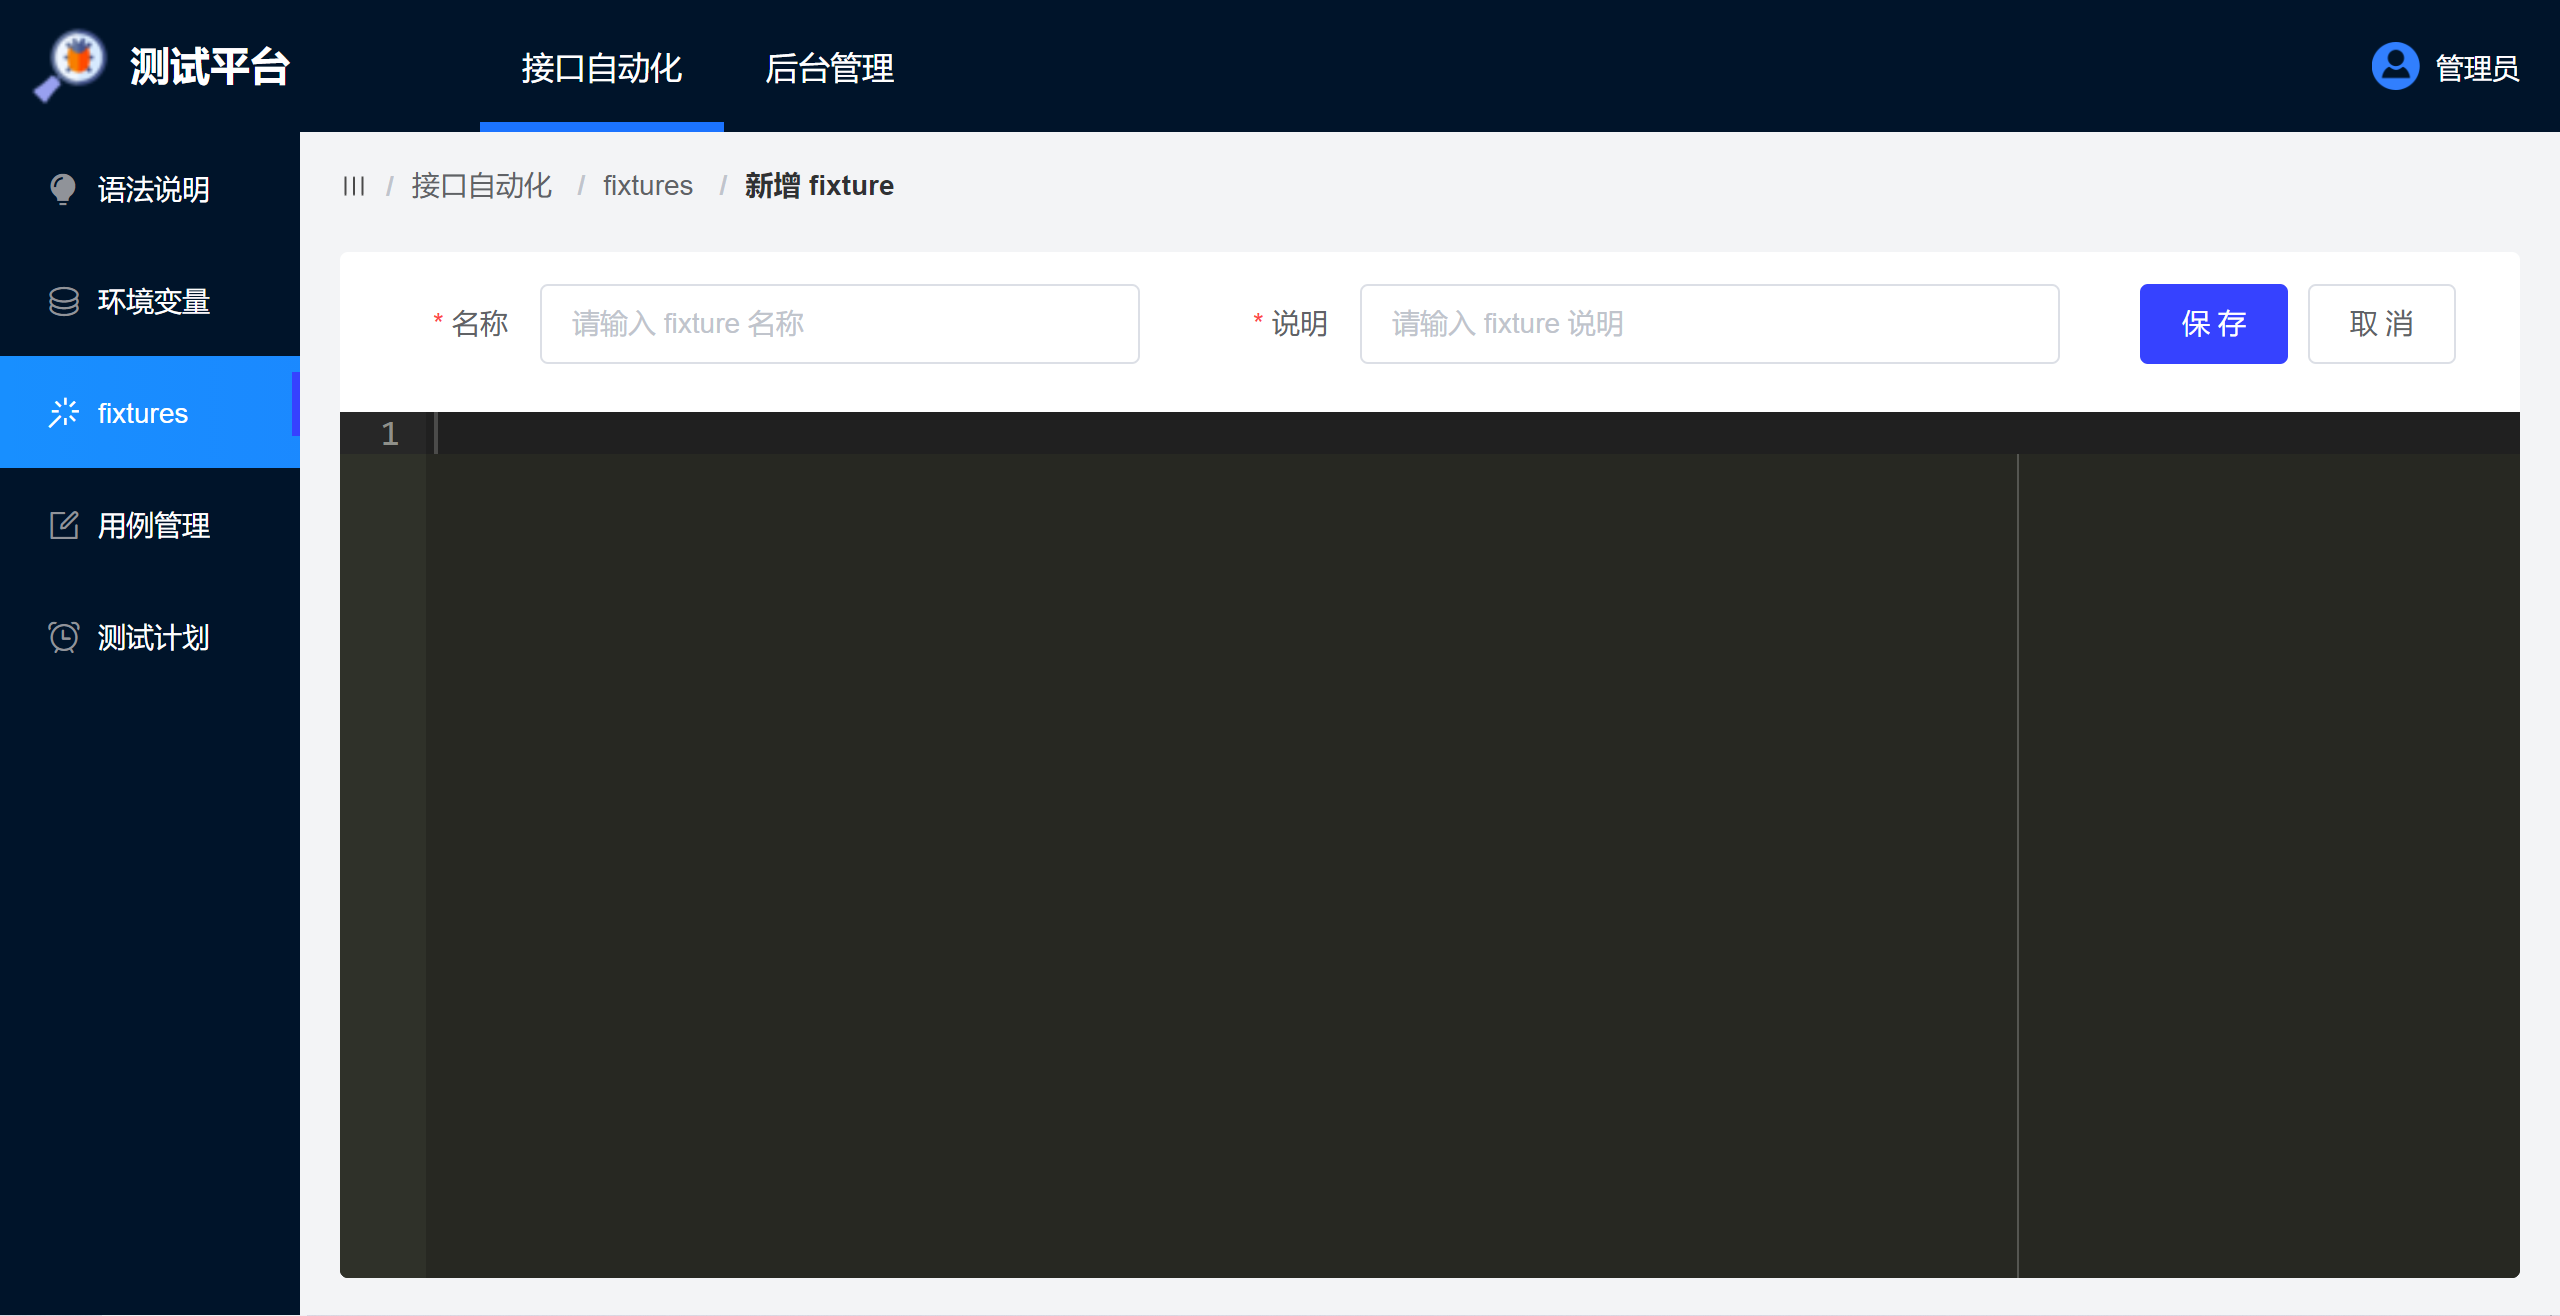 测试平台
接口自动化
后台管理
管理员
语法说明
环境变量
fixtures
用例管理
测试计划
/ 接口自动化 / fixtures / 新增 fixture
* 名称 请输入 fixture 名称 * 说明 请输入 fixture 说明 保 存 取 消
1